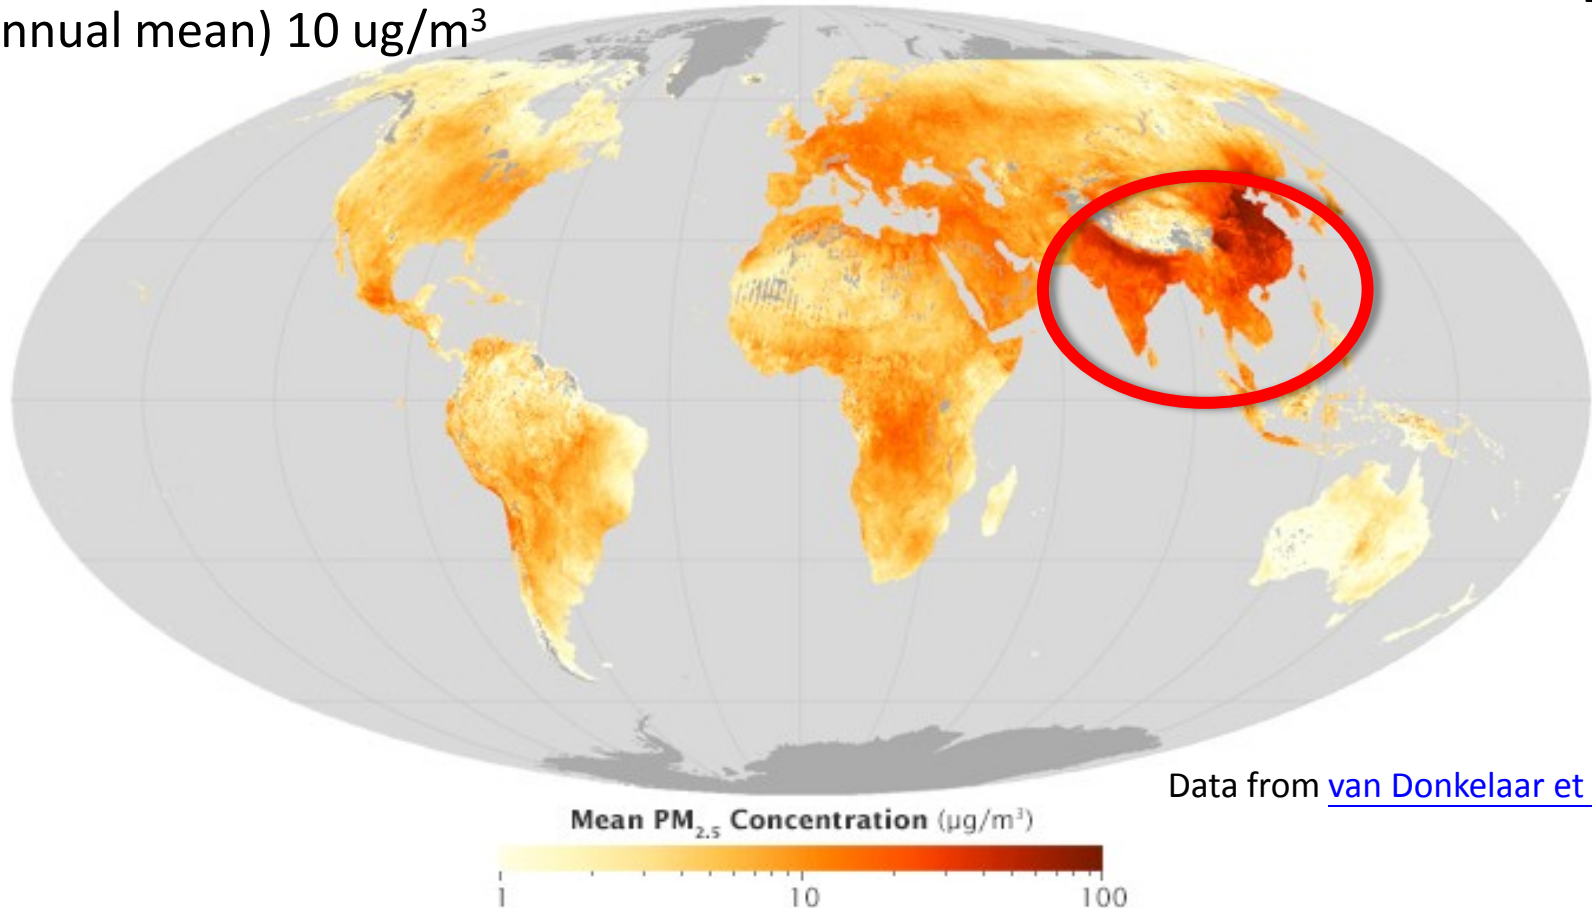 nnual mean) 10 ug/m³
Data from van Donkelaar et
Mean PM₂.₅ Concentration (µg/m³)
1 10 100